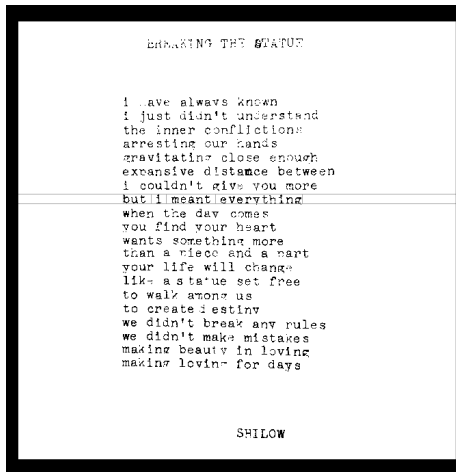 BREAKING THE STATUE
i have always known
i just didn't understand
the inner conflictions
arresting our hands
gravitating close enough
expansive distance between
i couldn't give you more
but i meant everything
when the day comes
you find your heart
wants something more
than a piece and a part
your life will change
like a statue set free
to walk among us
to create destiny
we didn't break any rules
we didn't make mistakes
making beauty in loving
making loving for days
SHILOW